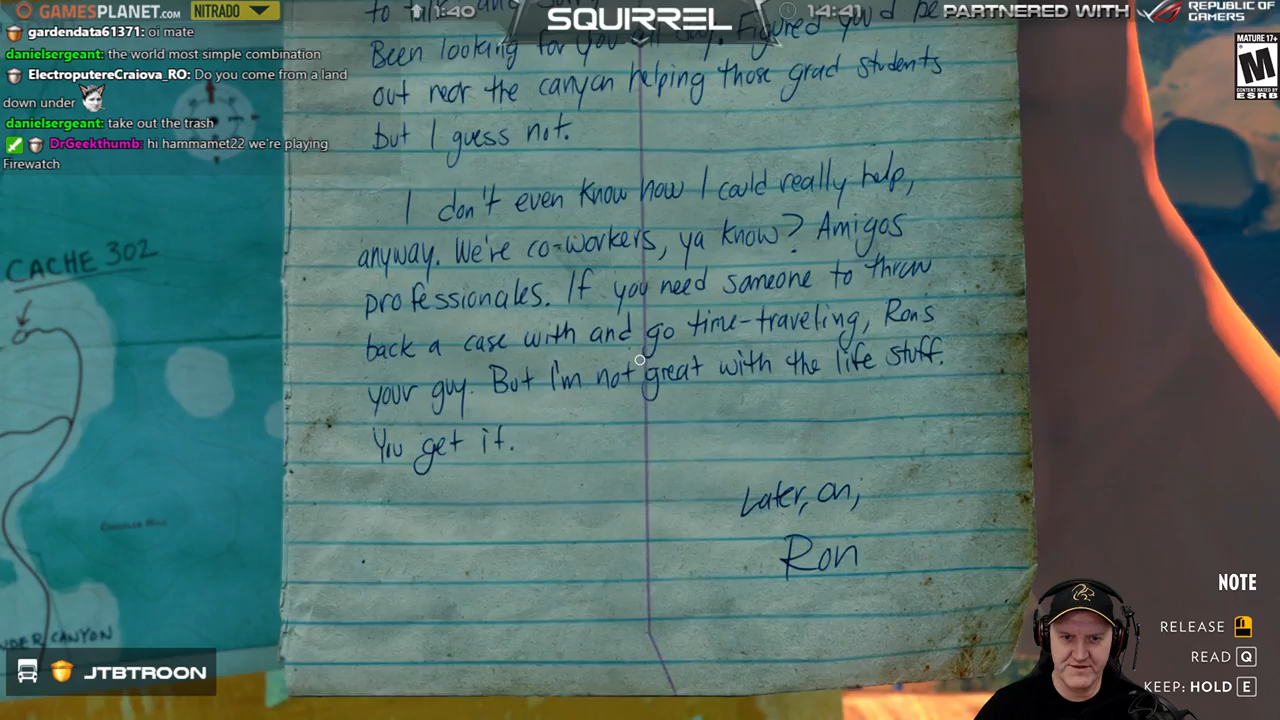 GAMESPLANET.COM NITRADO
1:40
SQUIRREL
14:41
PARTNERED WITH REPUBLIC OF GAMERS
MATURE 17+
M
ESRB
gardendata61371: oi mate
danielsergeant: the world most simple combination
ElectroputereCraiova_RO: Do you come from a land
down under
danielsergeant: take out the trash
DrGeekthumb: hi hammamet22 we're playing
Firewatch
Been looking for you all day. Figured you'd be
out near the canyon helping those grad students
but I guess not.
I don't even know how I could really help,
anyway. We're co-workers, ya know? Amigos
professionales. If you need someone to throw
back a case with and go time-traveling, Ron's
your guy. But I'm not great with the life stuff.
You get it.
Later, on,
Ron
CACHE 302
NDER CANYON
JTBTROON
NOTE
RELEASE
READ Q
KEEP: HOLD E